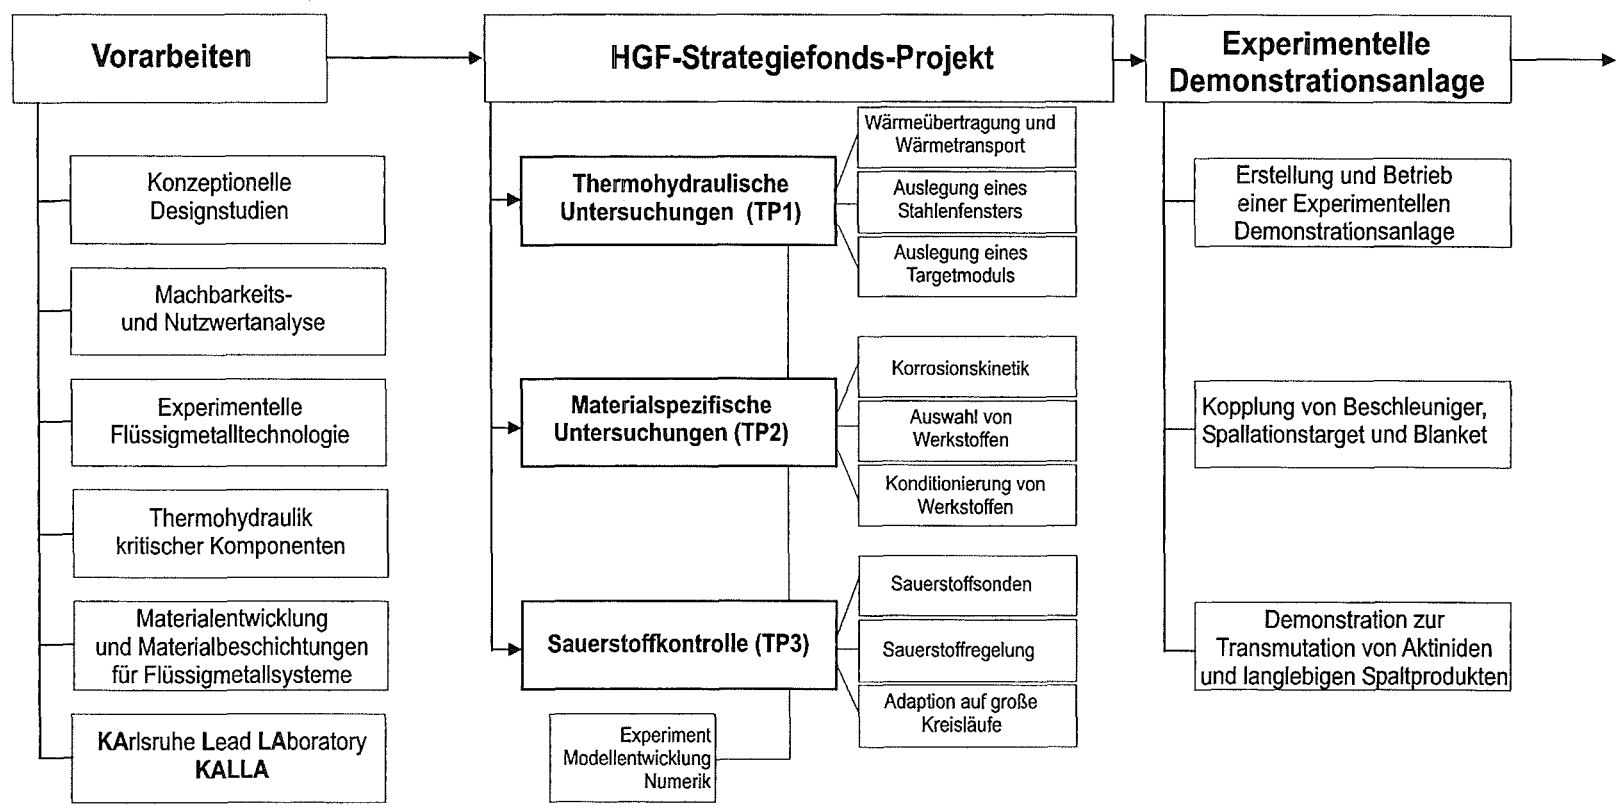 Vorarbeiten
Konzeptionelle
Designstudien
Machbarkeits-
und Nutzwertanalyse
Experimentelle
Flüssigmetalltechnologie
Thermohydraulik
kritischer Komponenten
Materialentwicklung
und Materialbeschichtungen
für Flüssigmetallsysteme
KArlsruhe Lead LAboratory
KALLA
HGF-Strategiefonds-Projekt
Thermohydraulische
Untersuchungen (TP1)
Wärmeübertragung und
Wärmetransport
Auslegung eines
Stahlenfensters
Auslegung eines
Targetmoduls
Materialspezifische
Untersuchungen (TP2)
Korrosionskinetik
Auswahl von
Werkstoffen
Konditionierung von
Werkstoffen
Sauerstoffkontrolle (TP3)
Sauerstoffsonden
Sauerstoffregelung
Adaption auf große
Kreisläufe
Experiment
Modellentwicklung
Numerik
Experimentelle
Demonstrationsanlage
Erstellung und Betrieb
einer Experimentellen
Demonstrationsanlage
Kopplung von Beschleuniger,
Spallationstarget und Blanket
Demonstration zur
Transmutation von Aktiniden
und langlebigen Spaltprodukten